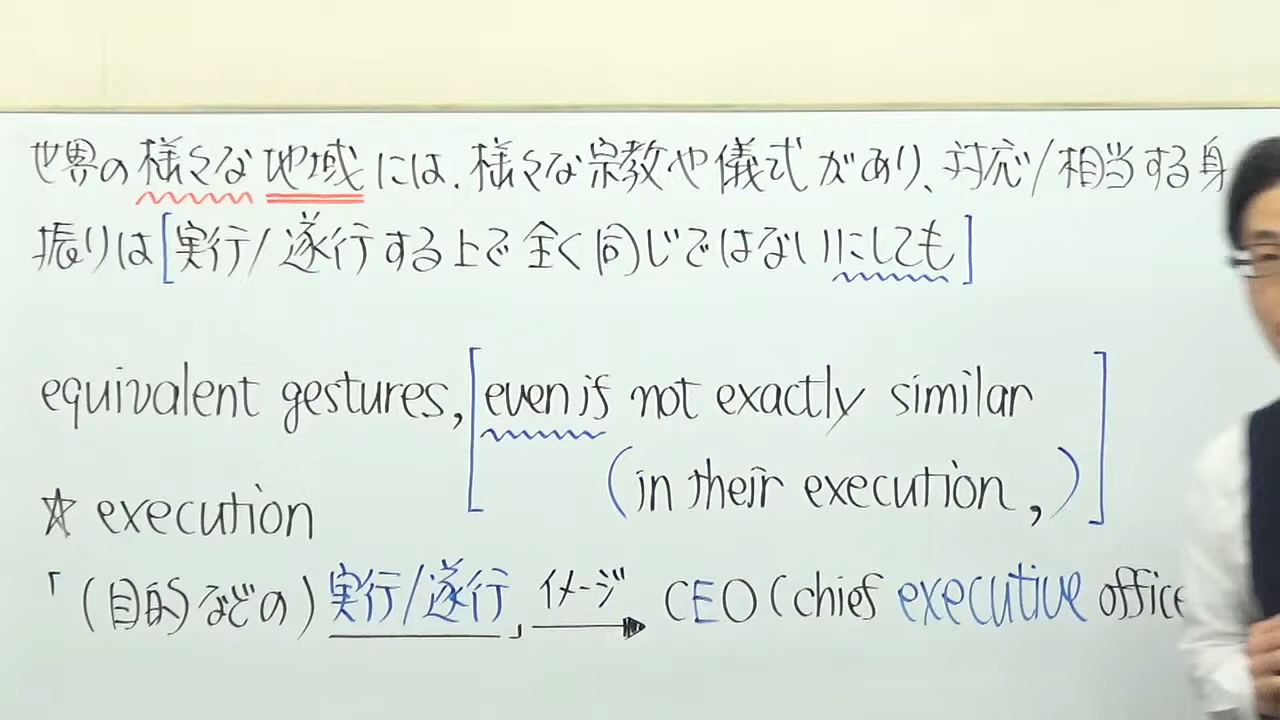 世界の様々な地域には、様々な宗教や儀式があり、対応/相当する身
振りは[実行/遂行する上で全く同じではないにしても]
equivalent gestures, [even if not exactly similar
(in their execution,)]
☆ execution
「(目的などの)実行/遂行」イメージ→ CEO (chief executive office